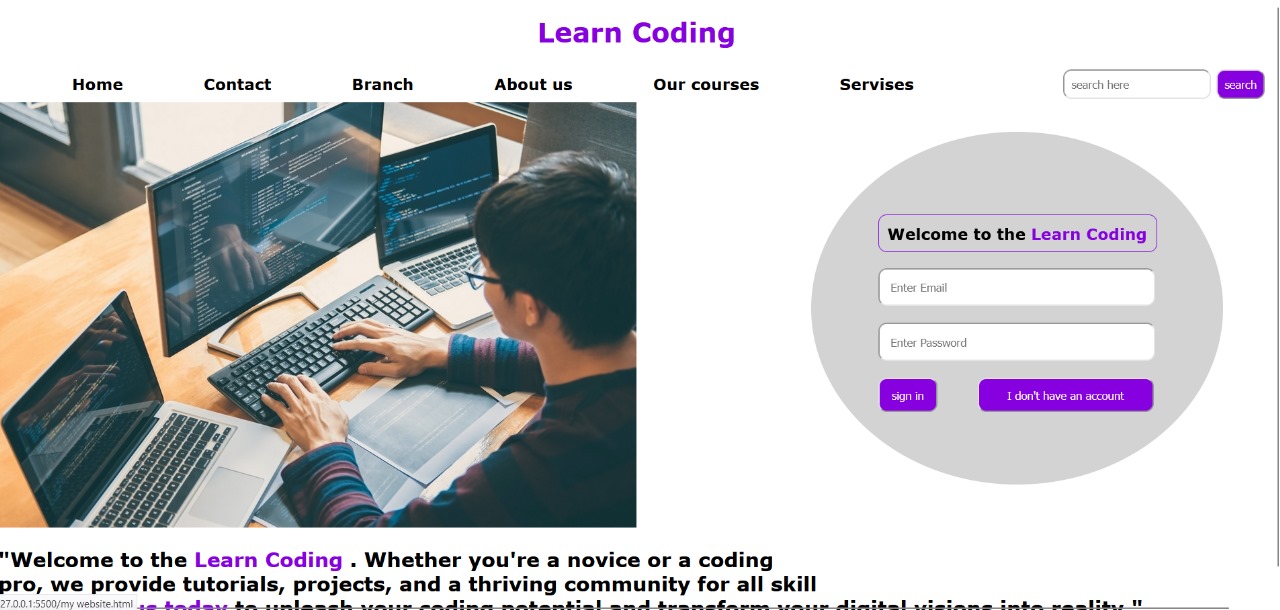 Learn Coding
Home Contact Branch About us Our courses Servises search here search
Welcome to the Learn Coding
Enter Email
Enter Password
sign in I don't have an account
"Welcome to the Learn Coding . Whether you're a novice or a coding
pro, we provide tutorials, projects, and a thriving community for all skill
us today to unleash your coding potential and transform your digital visions into reality."
27.0.0.1:5500/my website.html